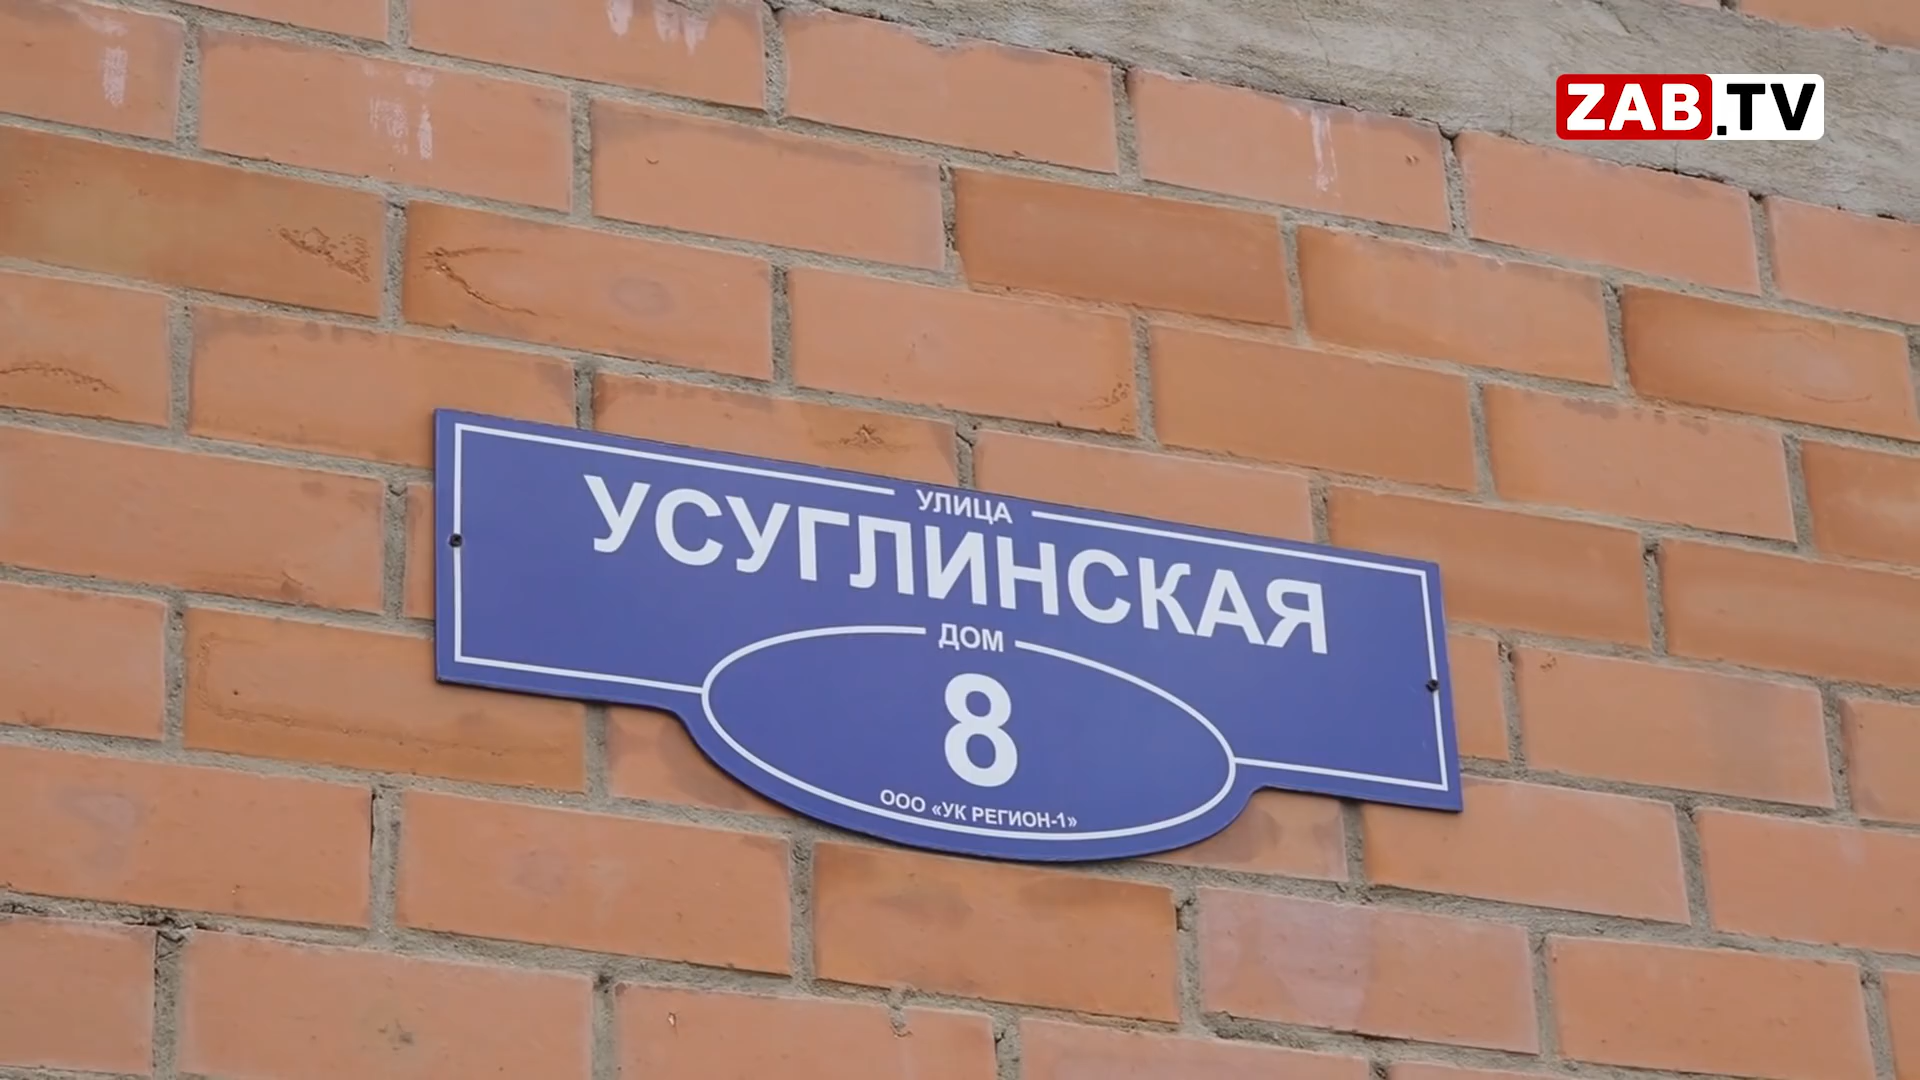 ZAB.TV
УЛИЦА
УСУГЛИНСКАЯ
ДОМ
8
ООО «УК РЕГИОН-1»